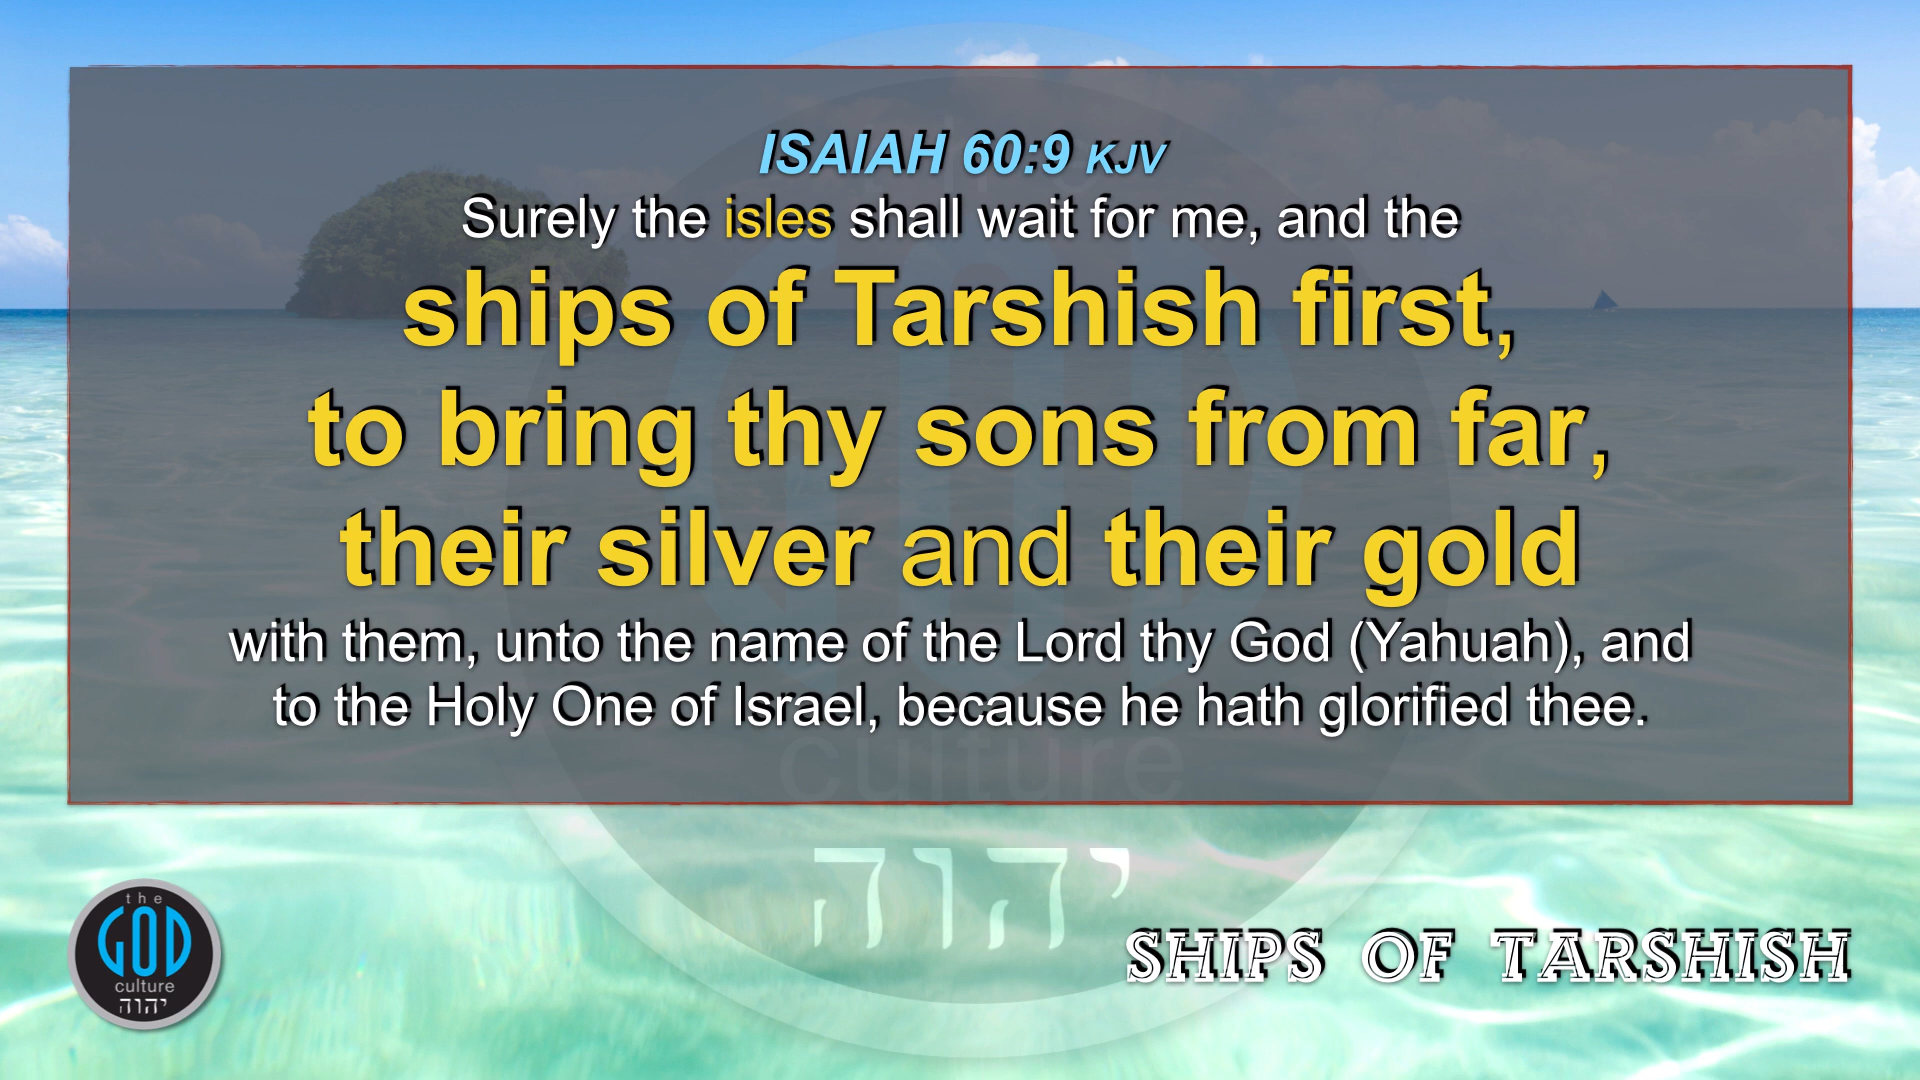 ISAIAH 60:9 KJV
Surely the isles shall wait for me, and the
ships of Tarshish first,
to bring thy sons from far,
their silver and their gold
with them, unto the name of the Lord thy God (Yahuah), and
to the Holy One of Israel, because he hath glorified thee.
culture
יהוה
the
GOD
culture
יהוה
SHIPS OF TARSHISH